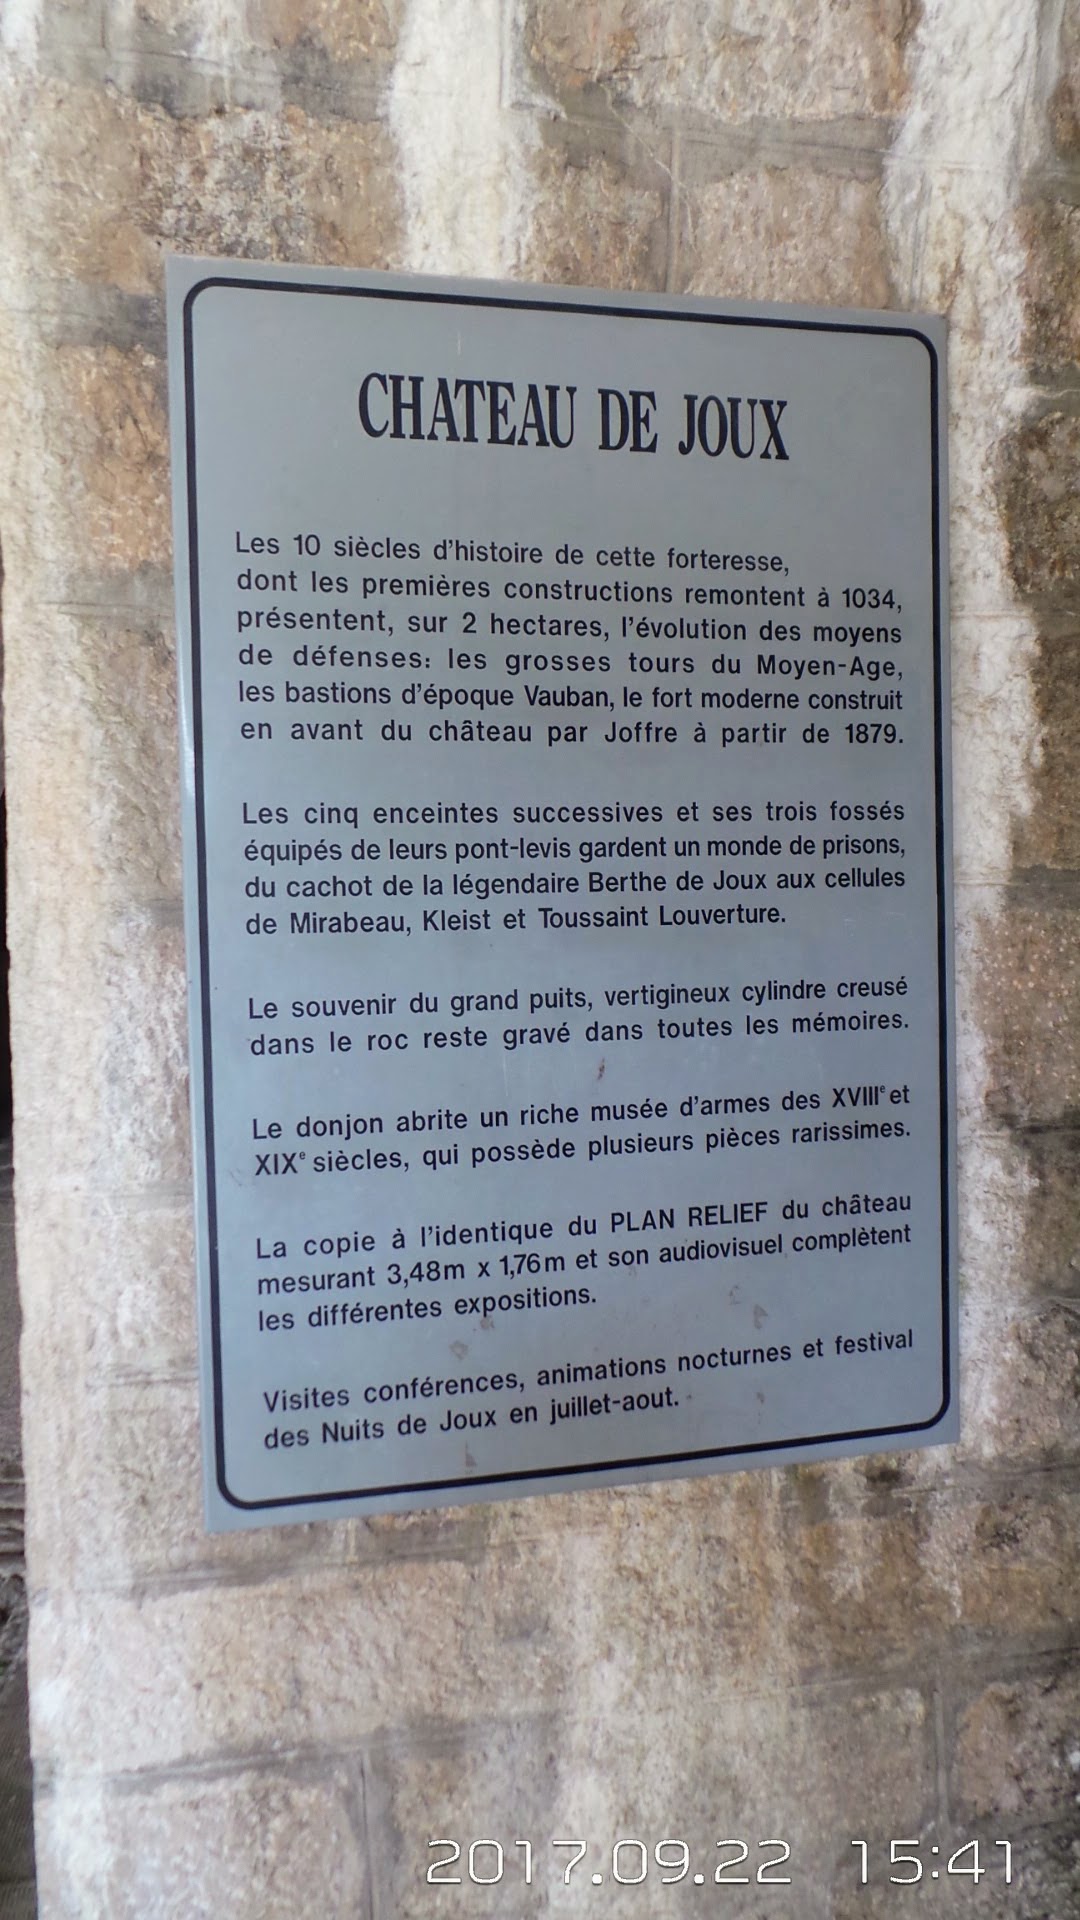 CHATEAU DE JOUX
Les 10 siècles d'histoire de cette forteresse,
dont les premières constructions remontent à 1034,
présentent, sur 2 hectares, l'évolution des moyens
de défenses: les grosses tours du Moyen-Age,
les bastions d'époque Vauban, le fort moderne construit
en avant du château par Joffre à partir de 1879.
Les cinq enceintes successives et ses trois fossés
équipés de leurs pont-levis gardent un monde de prisons,
du cachot de la légendaire Berthe de Joux aux cellules
de Mirabeau, Kleist et Toussaint Louverture.
Le souvenir du grand puits, vertigineux cylindre creusé
dans le roc reste gravé dans toutes les mémoires.
Le donjon abrite un riche musée d'armes des XVIIIe et
XIXe siècles, qui possède plusieurs pièces rarissimes.
La copie à l'identique du PLAN RELIEF du château
mesurant 3,48m x 1,76m et son audiovisuel complètent
les différentes expositions.
Visites conférences, animations nocturnes et festival
des Nuits de Joux en juillet-aout.
2017.09.22 15:41